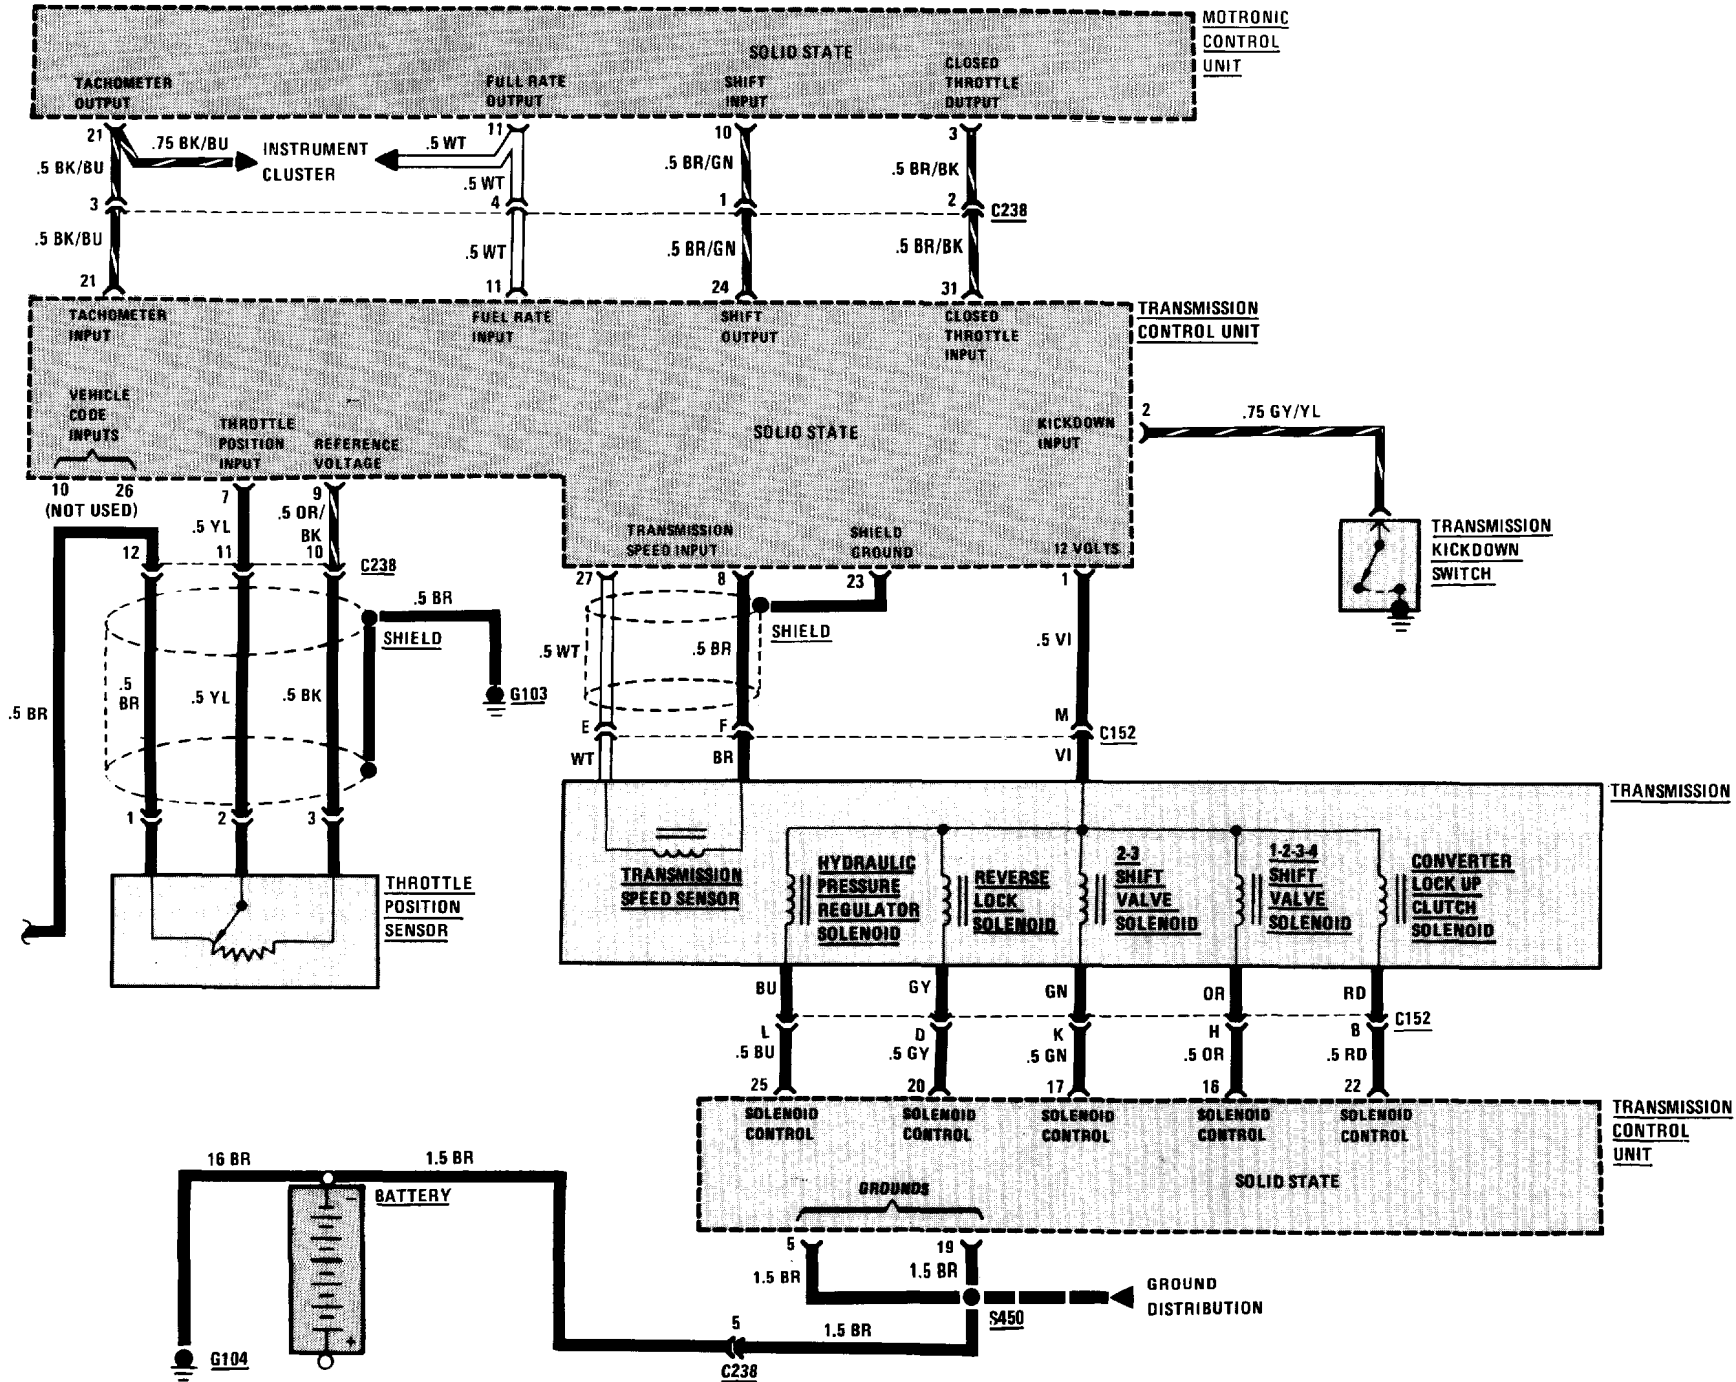 MOTRONIC
CONTROL
UNIT
SOLID STATE
TACHOMETER
OUTPUT
FULL RATE
OUTPUT
SHIFT
INPUT
CLOSED
THROTTLE
OUTPUT
21
11
10
3
.75 BK/BU
INSTRUMENT
CLUSTER
.5 WT
.5 BK/BU
.5 WT
.5 BR/GN
.5 BR/BK
3
4
1
2
C238
.5 BK/BU
.5 WT
.5 BR/GN
.5 BR/BK
21
11
24
31
TRANSMISSION
CONTROL UNIT
TACHOMETER
INPUT
FUEL RATE
INPUT
SHIFT
OUTPUT
CLOSED
THROTTLE
INPUT
VEHICLE
CODE
INPUTS
THROTTLE
POSITION
INPUT
REFERENCE
VOLTAGE
SOLID STATE
KICKDOWN
INPUT
2
.75 GY/YL
10
26
(NOT USED)
7
9
.5 YL
.5 OR/
BK
TRANSMISSION
SPEED INPUT
SHIELD
GROUND
12 VOLTS
TRANSMISSION
KICKDOWN
SWITCH
12
11
10
C238
27
8
23
1
.5 BR
SHIELD
G103
SHIELD
.5 WT
.5 BR
.5 VI
.5 BR
.5
BR
.5 YL
.5 BK
E
F
M
C152
WT
BR
VI
1
2
3
TRANSMISSION
THROTTLE
POSITION
SENSOR
TRANSMISSION
SPEED SENSOR
HYDRAULIC
PRESSURE
REGULATOR
SOLENOID
REVERSE
LOCK
SOLENOID
2-3
SHIFT
VALVE
SOLENOID
1-2-3-4
SHIFT
VALVE
SOLENOID
CONVERTER
LOCK UP
CLUTCH
SOLENOID
BU
GY
GN
OR
RD
C152
L
D
K
H
B
.5 BU
.5 GY
.5 GN
.5 OR
.5 RD
25
20
17
16
22
SOLENOID
CONTROL
SOLENOID
CONTROL
SOLENOID
CONTROL
SOLENOID
CONTROL
SOLENOID
CONTROL
TRANSMISSION
CONTROL
UNIT
SOLID STATE
GROUNDS
16 BR
1.5 BR
BATTERY
-
+
5
19
1.5 BR
1.5 BR
GROUND
DISTRIBUTION
S450
5
1.5 BR
C238
G104